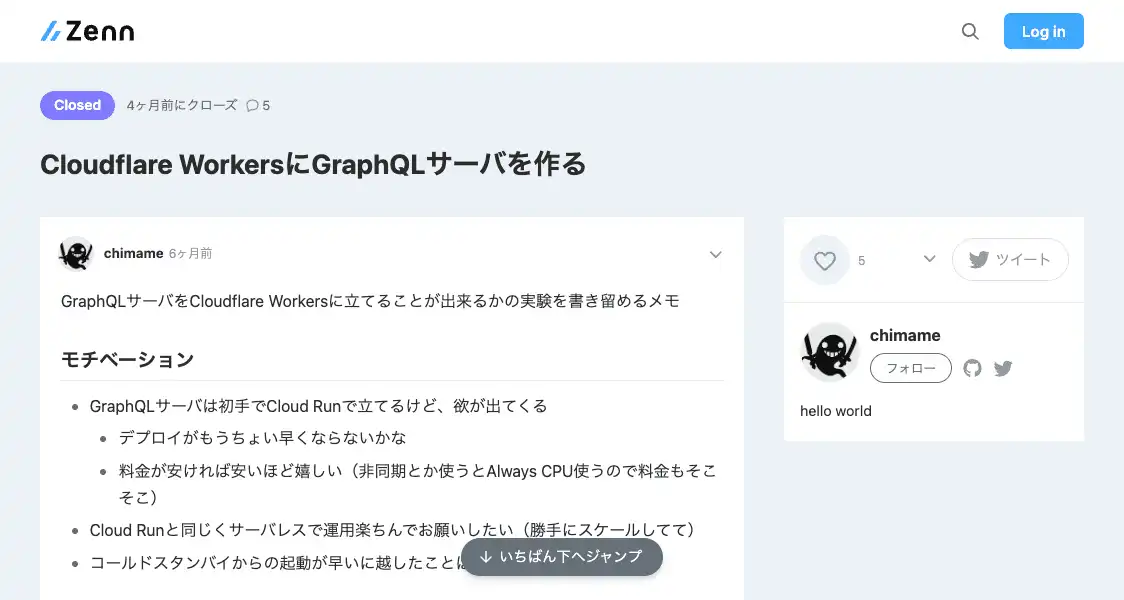 Zenn
Log in
Closed 4ヶ月前にクローズ 5
Cloudflare WorkersにGraphQLサーバを作る
chimame 6ヶ月前
GraphQLサーバをCloudflare Workersに立てることが出来るかの実験を書き留めるメモ
モチベーション
GraphQLサーバは初手でCloud Runで立てるけど、欲が出てくる
デプロイがもうちょい早くならないかな
料金が安ければ安いほど嬉しい（非同期とか使うとAlways CPU使うので料金もそこ
そこ）
Cloud Runと同じくサーバレスで運用楽ちんでお願いしたい（勝手にスケールしてて）
コールドスタンバイからの起動が早いに越したことは
↓ いちばん下へジャンプ
5
ツイート
chimame
フォロー
hello world